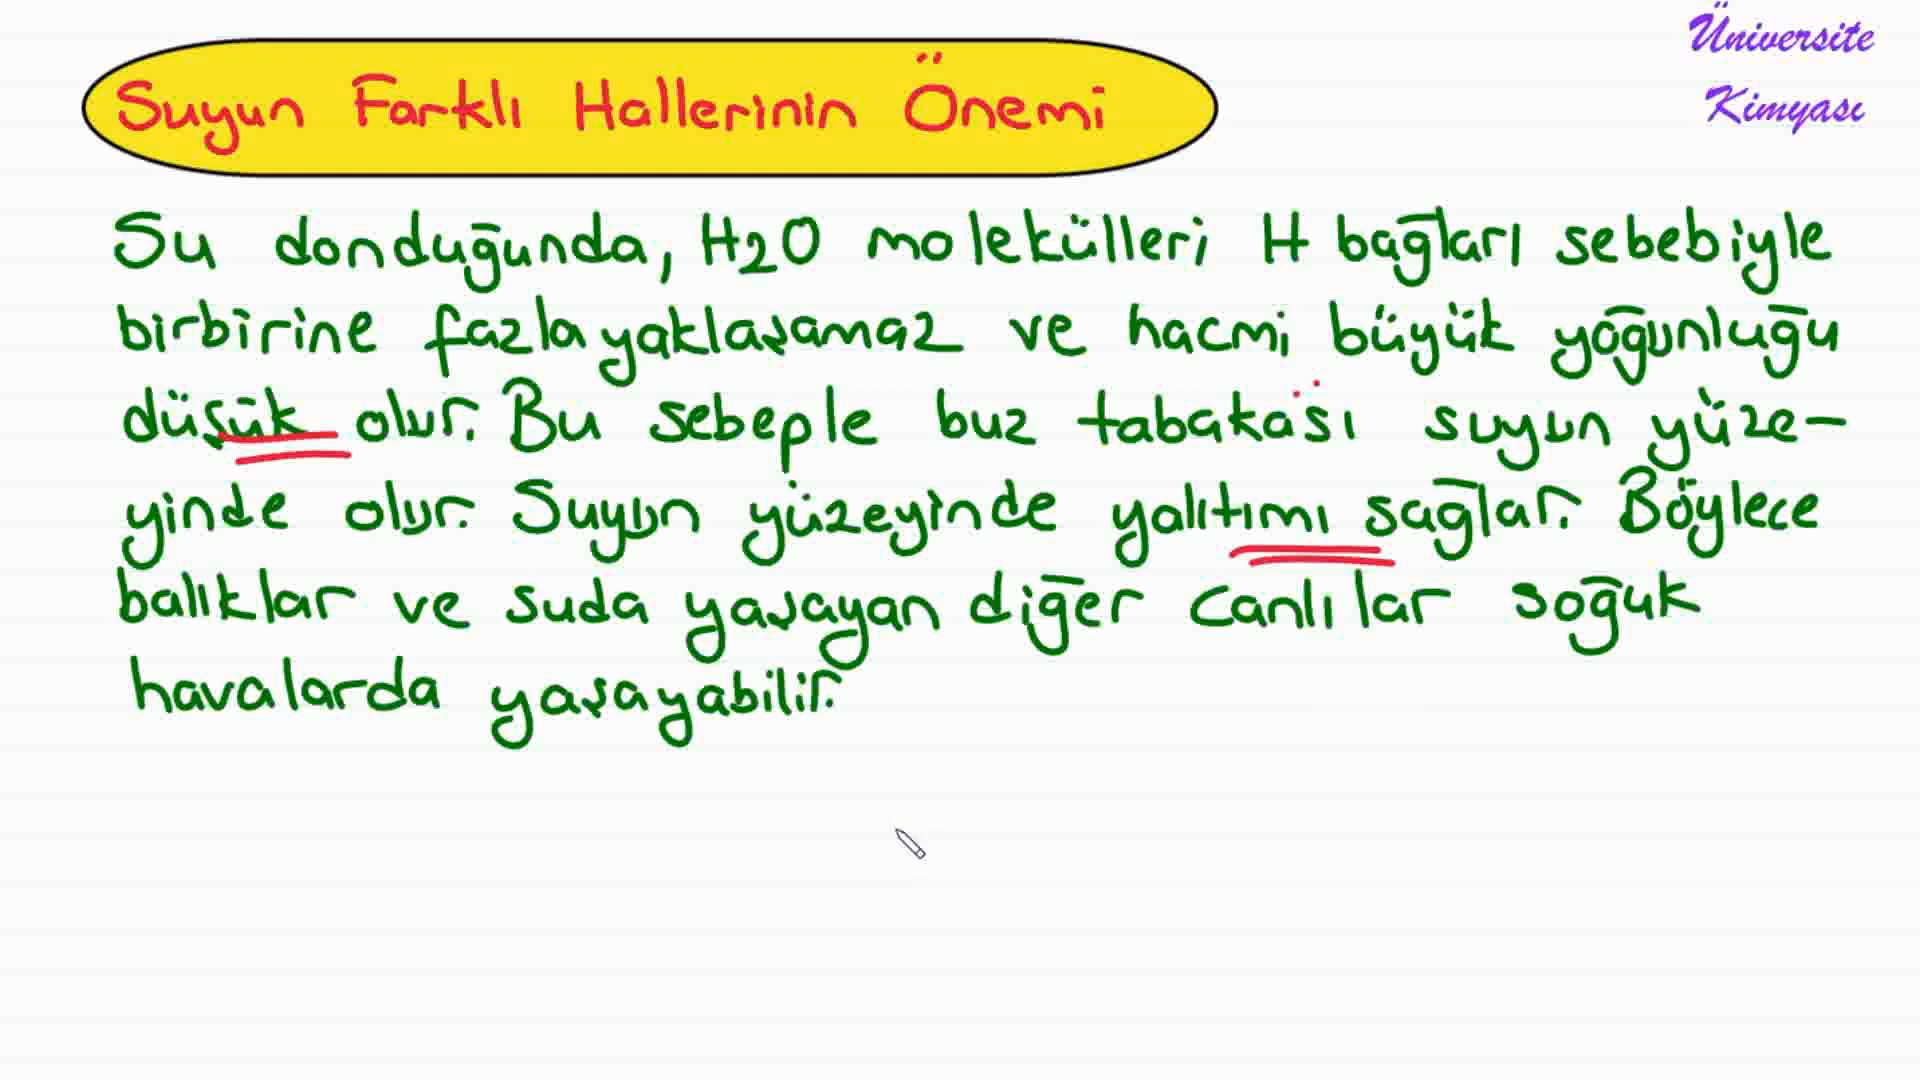 Suyun Farklı Hallerinin Önemi
Üniversite
Kimyası
Su donduğunda, H2O molekülleri H bağları sebebiyle
birbirine fazla yaklaşamaz ve hacmi büyük yoğunluğu
düşük olur. Bu sebeple buz tabakası suyun yüze-
yinde olur. Suyun yüzeyinde yalıtımı sağlar. Böylece
balıklar ve suda yaşayan diğer canlılar soğuk
havalarda yaşayabilir.